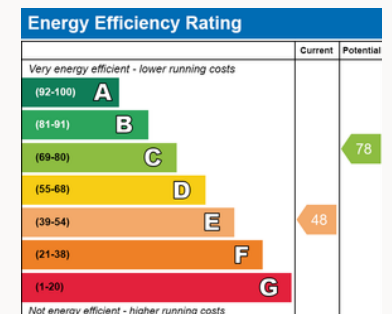 Energy Efficiency Rating
Current Potential
Very energy efficient - lower running costs
(92-100) A
(81-91) B
(69-80) C
78
(55-68) D
(39-54) E 48
(21-38) F
(1-20) G
Not energy efficient - higher running costs